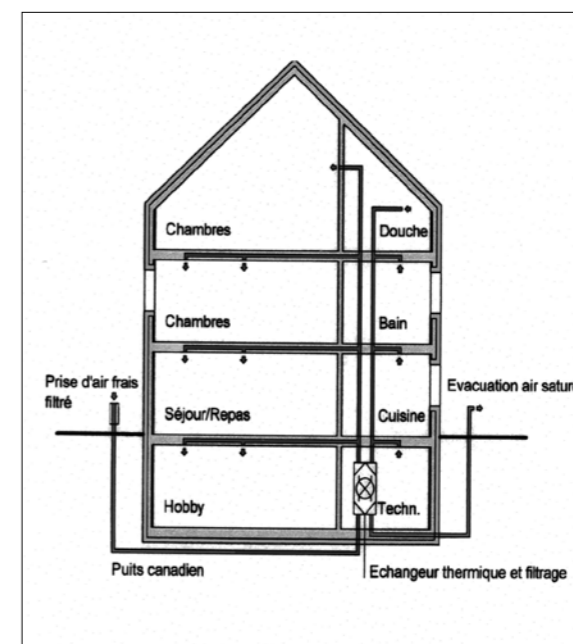 Chambres
Douche
Chambres
Bain
Prise d'air frais
filtré
Evacuation air saturé
Séjour/Repas
Cuisine
Hobby
Techn.
Puits canadien
Echangeur thermique et filtrage